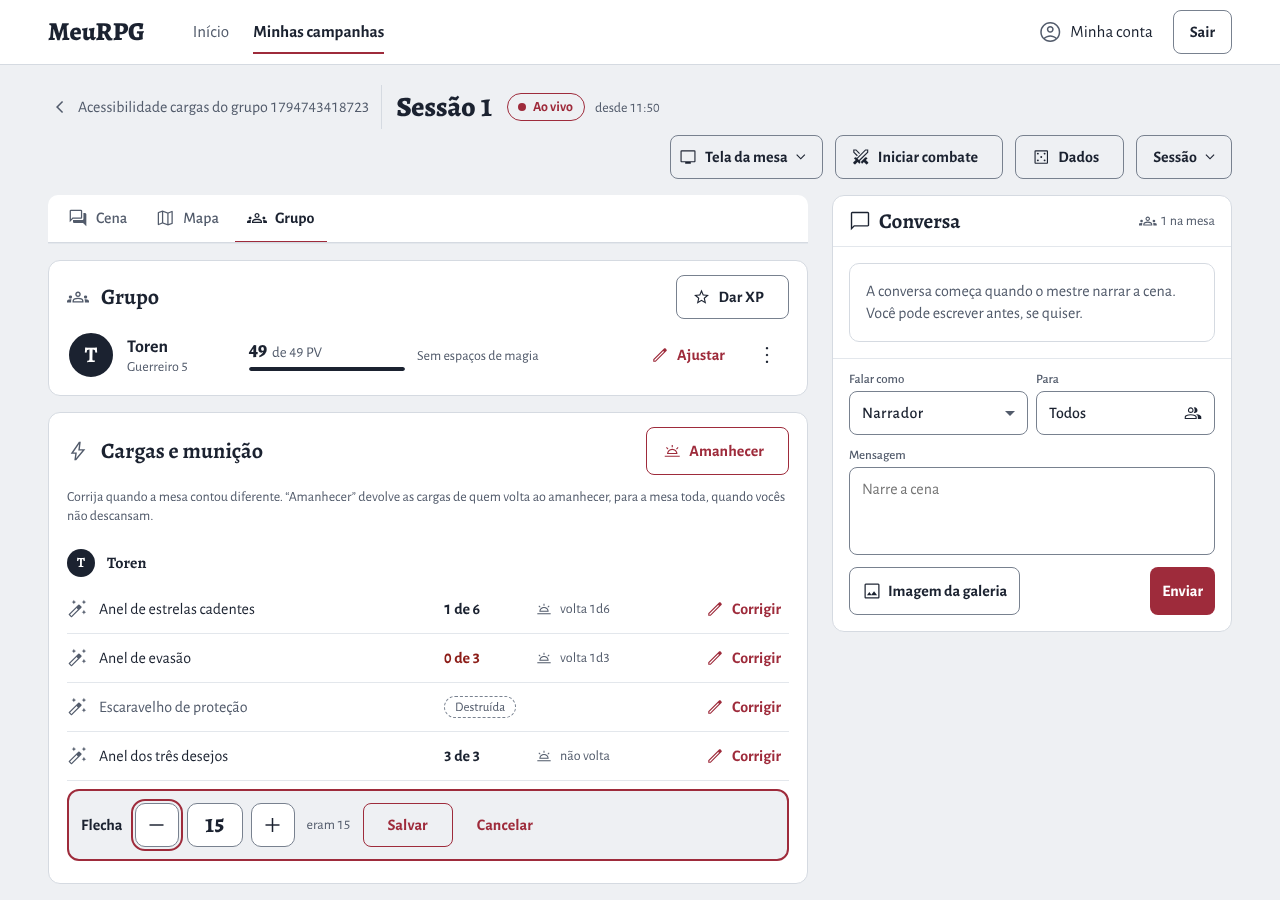 MeuRPG
Início
Minhas campanhas
Minha conta
Sair
Acessibilidade cargas do grupo 1794743418723
Sessão 1
Ao vivo
desde 11:50
Tela da mesa
Iniciar combate
Dados
Sessão
Cena
Mapa
Grupo
Grupo
Dar XP
T
Toren
Guerreiro 5
49 de 49 PV
Sem espaços de magia
Ajustar
Cargas e munição
Amanhecer
Corrija quando a mesa contou diferente. “Amanhecer” devolve as cargas de quem volta ao amanhecer, para a mesa toda, quando vocês
não descansam.
T
Toren
Anel de estrelas cadentes
1 de 6
volta 1d6
Corrigir
Anel de evasão
0 de 3
volta 1d3
Corrigir
Escaravelho de proteção
Destruída
Corrigir
Anel dos três desejos
3 de 3
não volta
Corrigir
Flecha
15
eram 15
Salvar
Cancelar
Conversa
1 na mesa
A conversa começa quando o mestre narrar a cena.
Você pode escrever antes, se quiser.
Falar como
Para
Narrador
Todos
Mensagem
Narre a cena
Imagem da galeria
Enviar